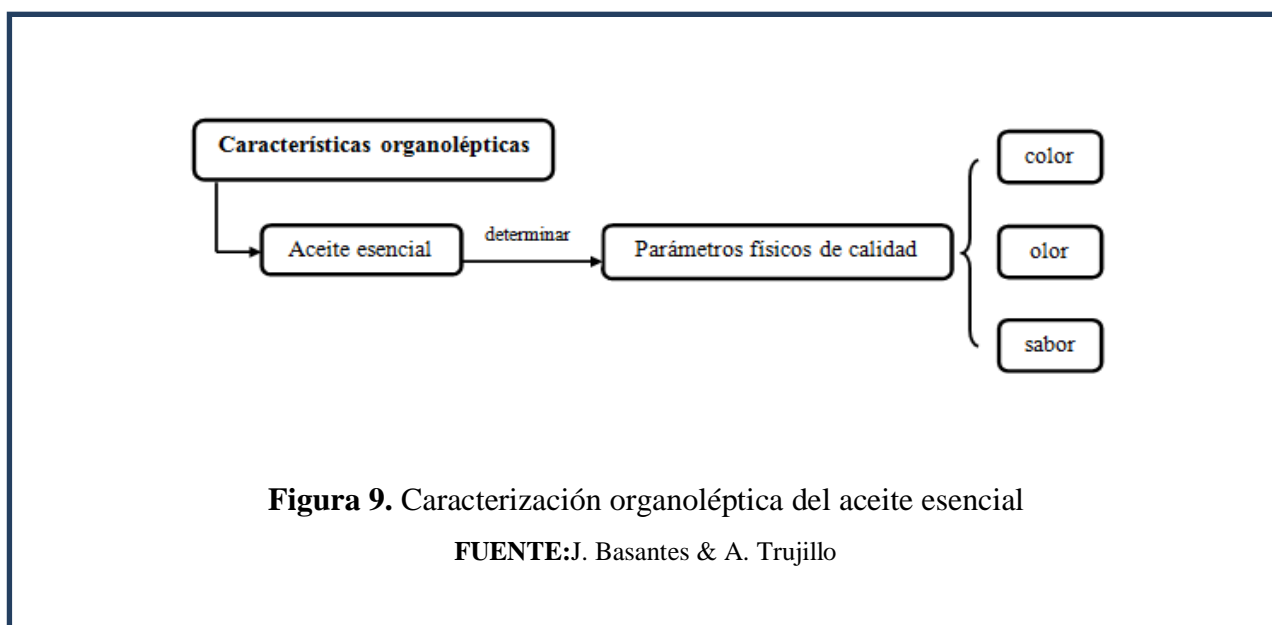 Características organolépticas
color
Aceite esencial
determinar
Parámetros físicos de calidad
olor
sabor
Figura 9. Caracterización organoléptica del aceite esencial
FUENTE:J. Basantes & A. Trujillo